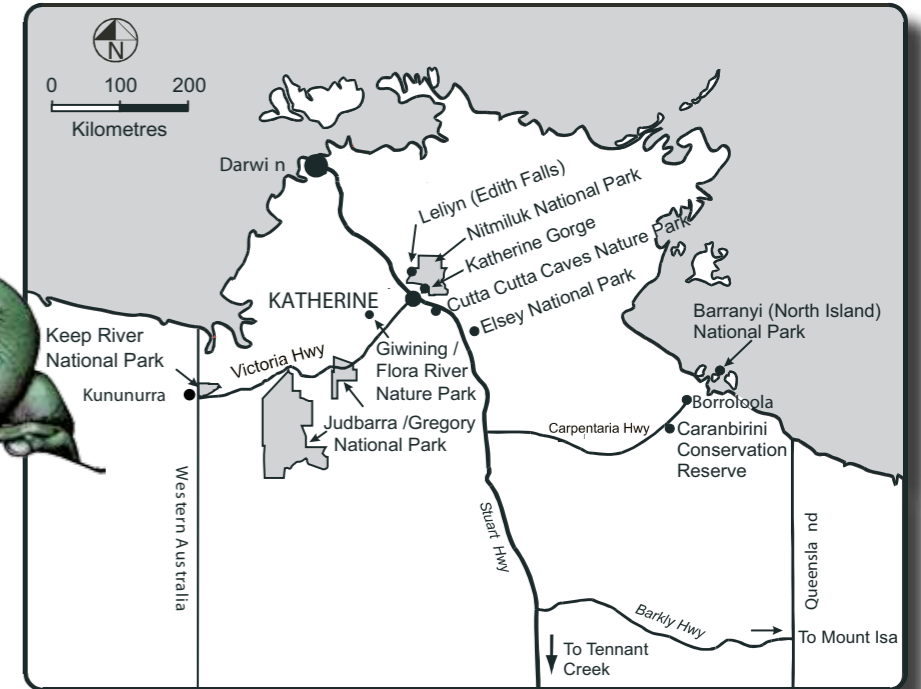 N
0 100 200
Kilometres
Darwi n
Leliyn (Edith Falls)
Nitmiluk National Park
Katherine Gorge
Cutta Cutta Caves Nature Park
Elsey National Park
KATHERINE
Barranyi (North Island)
National Park
Keep River
National Park
Victoria Hwy
Giwining /
Flora River
Nature Park
Kununurra
Borroloola
Judbarra /Gregory
National Park
Carpentaria Hwy
Caranbirini
Conservation
Reserve
Western Australia
Stuart Hwy
Queensla nd
Barkly Hwy
To Mount Isa
To Tennant
Creek